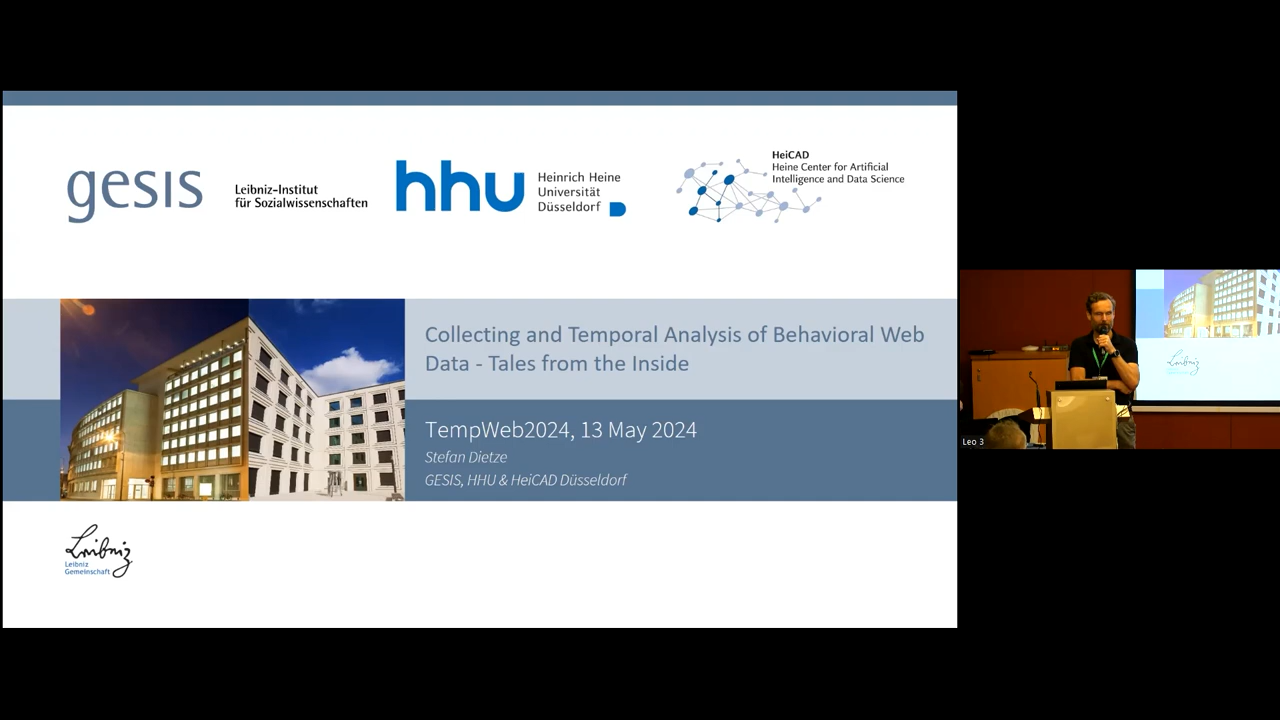 gesis
Leibniz-Institut
für Sozialwissenschaften
hhu
Heinrich Heine
Universität
Düsseldorf
HeiCAD
Heine Center for Artificial
Intelligence and Data Science
Collecting and Temporal Analysis of Behavioral Web
Data - Tales from the Inside
TempWeb2024, 13 May 2024
Stefan Dietze
GESIS, HHU & HeiCAD Düsseldorf
Leibniz
Leibniz
Gemeinschaft
Leo 3